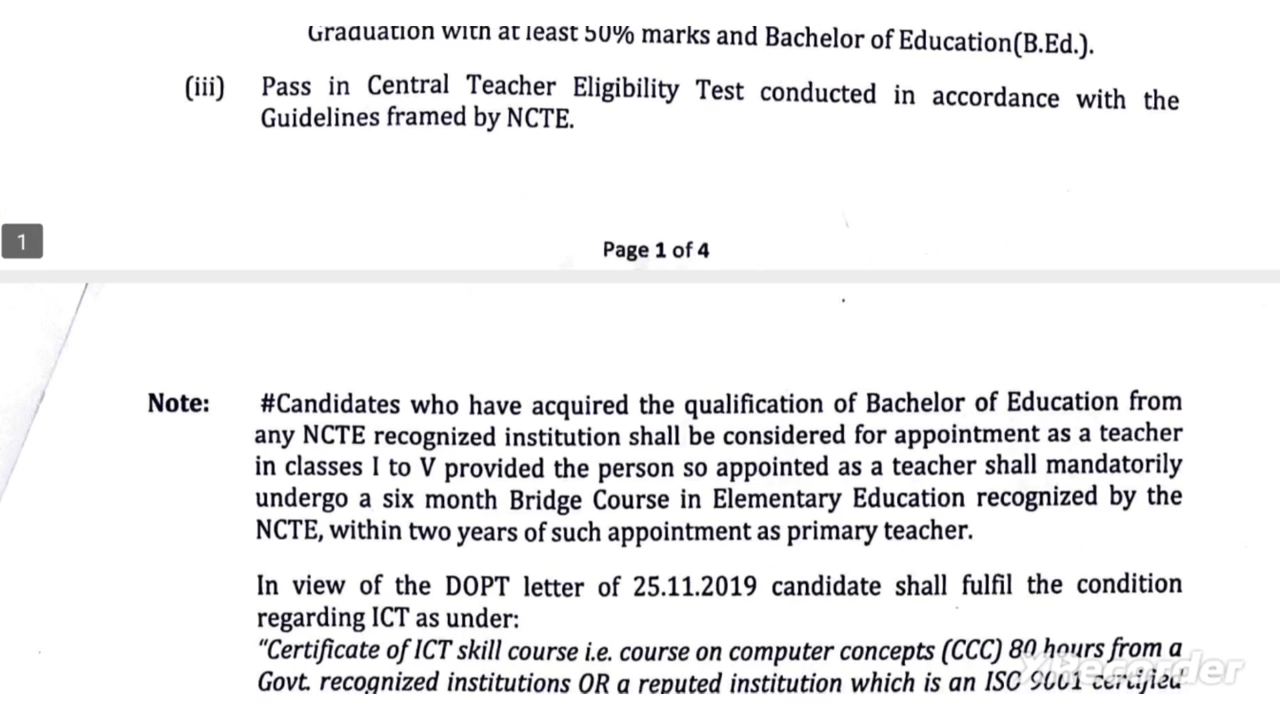 Graduation with at least 50% marks and Bachelor of Education(B.Ed.).
(iii) Pass in Central Teacher Eligibility Test conducted in accordance with the
Guidelines framed by NCTE.
1
Page 1 of 4
Note: #Candidates who have acquired the qualification of Bachelor of Education from
any NCTE recognized institution shall be considered for appointment as a teacher
in classes I to V provided the person so appointed as a teacher shall mandatorily
undergo a six month Bridge Course in Elementary Education recognized by the
NCTE, within two years of such appointment as primary teacher.
In view of the DOPT letter of 25.11.2019 candidate shall fulfil the condition
regarding ICT as under:
“Certificate of ICT skill course i.e. course on computer concepts (CCC) 80 hours from a
Govt. recognized institutions OR a reputed institution which is an ISO 9001 certified
XRecorder